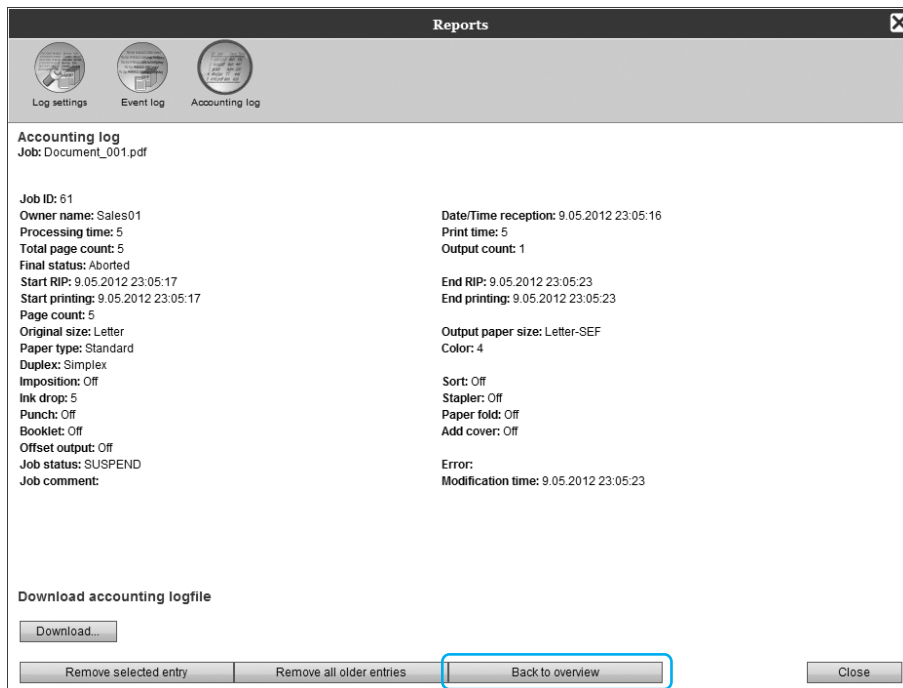 Reports
Log settings Event log Accounting log
Accounting log
Job: Document_001.pdf
Job ID: 61
Owner name: Sales01 Date/Time reception: 9.05.2012 23:05:16
Processing time: 5 Print time: 5
Total page count: 5 Output count: 1
Final status: Aborted
Start RIP: 9.05.2012 23:05:17 End RIP: 9.05.2012 23:05:23
Start printing: 9.05.2012 23:05:17 End printing: 9.05.2012 23:05:23
Page count: 5
Original size: Letter Output paper size: Letter-SEF
Paper type: Standard Color: 4
Duplex: Simplex
Imposition: Off Sort: Off
Ink drop: 5 Stapler: Off
Punch: Off Paper fold: Off
Booklet: Off Add cover: Off
Offset output: Off
Job status: SUSPEND Error:
Job comment: Modification time: 9.05.2012 23:05:23
Download accounting logfile
Download...
Remove selected entry Remove all older entries Back to overview Close